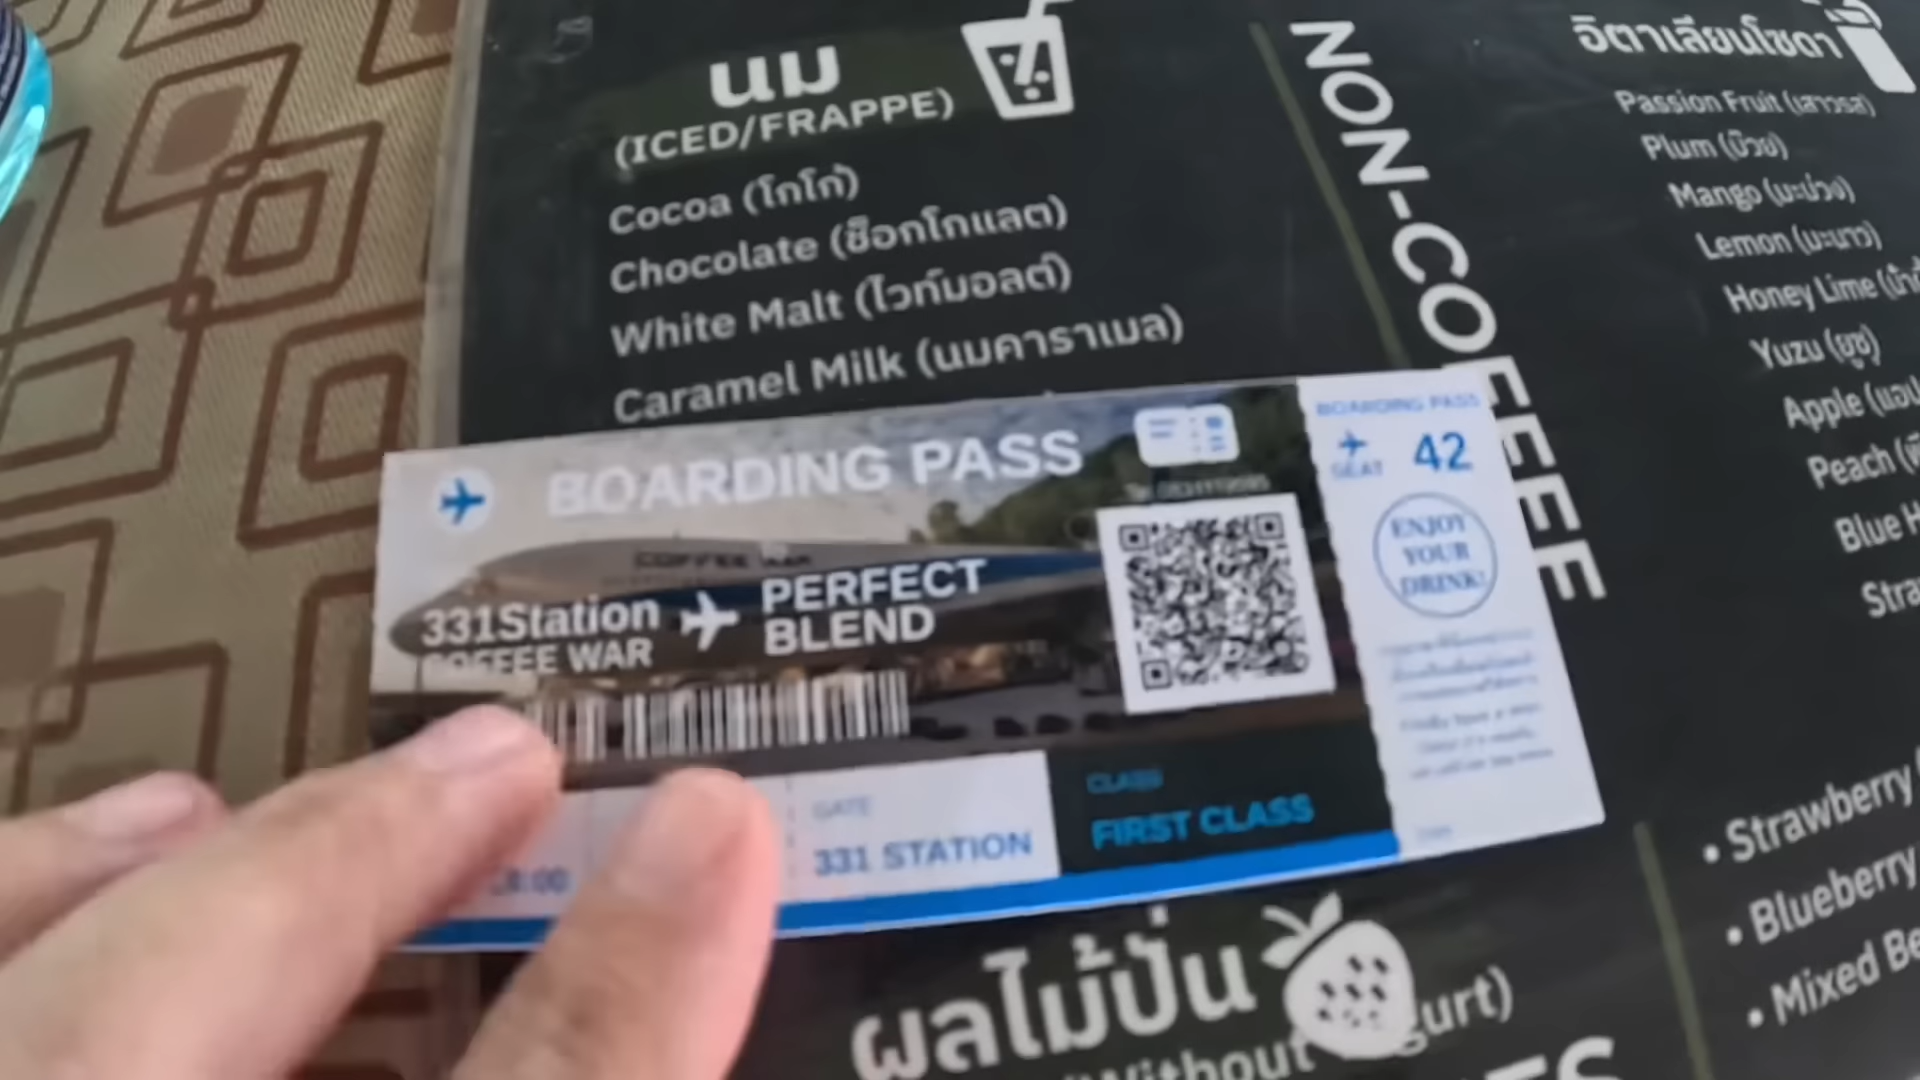 นม
(ICED/FRAPPE)
Cocoa (โกโก้)
Chocolate (ช็อกโกแลต)
White Malt (ไวท์มอลต์)
Caramel Milk (นมคาราเมล)
NON-COFFEE
อิตาเลียนโซดา
Passion Fruit (เสาวรส)
Plum (บ๊วย)
Mango (มะม่วง)
Lemon (มะนาว)
Honey Lime
Yuzu (ยูซุ)
Apple
Peach
Blue
BOARDING PASS
COFFEE WAR
331Station
COFFEE WAR
PERFECT
BLEND
GATE
331 STATION
CLASS
FIRST CLASS
BOARDING PASS
SEAT 42
ENJOY
YOUR
DRINK!
ผลไม้ปั่น
(Without
• Strawberry
• Blueberry
• Mixed